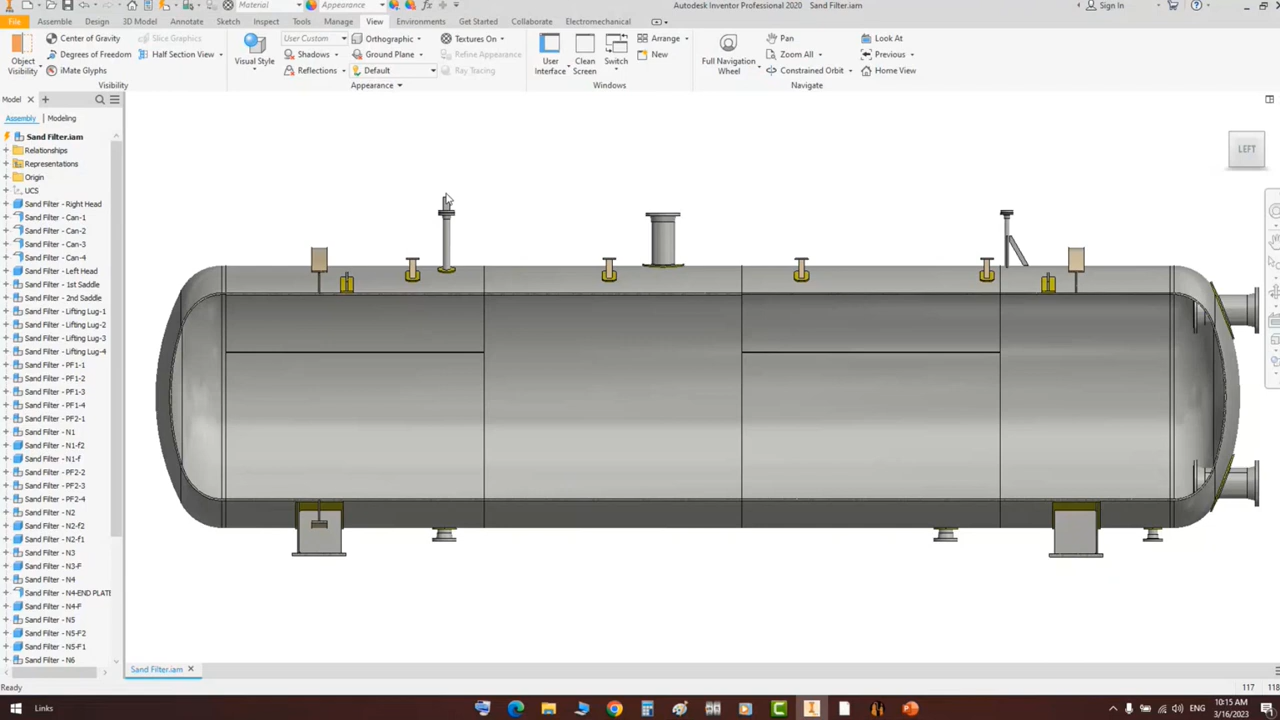 Material
Appearance
Autodesk Inventor Professional 2020
Sand Filter.iam
Sign In
File
Assemble
Design
3D Model
Annotate
Sketch
Inspect
Tools
Manage
View
Environments
Get Started
Collaborate
Electromechanical
Object Visibility
Center of Gravity
Degrees of Freedom
iMate Glyphs
Slice Graphics
Half Section View
Visibility
Visual Style
User Custom
Shadows
Reflections
Orthographic
Ground Plane
Default
Textures On
Refine Appearance
Ray Tracing
Appearance
User Interface
Clean Screen
Switch
Arrange
New
Windows
Full Navigation Wheel
Pan
Zoom All
Constrained Orbit
Look At
Previous
Home View
Navigate
Model
Assembly
Modeling
Sand Filter.iam
Relationships
Representations
Origin
UCS
Sand Filter - Right Head
Sand Filter - Can-1
Sand Filter - Can-2
Sand Filter - Can-3
Sand Filter - Can-4
Sand Filter - Left Head
Sand Filter - 1st Saddle
Sand Filter - 2nd Saddle
Sand Filter - Lifting Lug-1
Sand Filter - Lifting Lug-2
Sand Filter - Lifting Lug-3
Sand Filter - Lifting Lug-4
Sand Filter - PF1-1
Sand Filter - PF1-2
Sand Filter - PF1-3
Sand Filter - PF1-4
Sand Filter - PF2-1
Sand Filter - N1
Sand Filter - N1-f2
Sand Filter - N1-f
Sand Filter - PF2-2
Sand Filter - PF2-3
Sand Filter - PF2-4
Sand Filter - N2
Sand Filter - N2-f2
Sand Filter - N2-f1
Sand Filter - N3
Sand Filter - N3-F
Sand Filter - N4
Sand Filter - N4-END PLATE
Sand Filter - N4-F
Sand Filter - N5
Sand Filter - N5-F2
Sand Filter - N5-F1
Sand Filter - N6
LEFT
Sand Filter.iam
Ready
117
118
Links
ENG
10:15 AM
3/16/2023